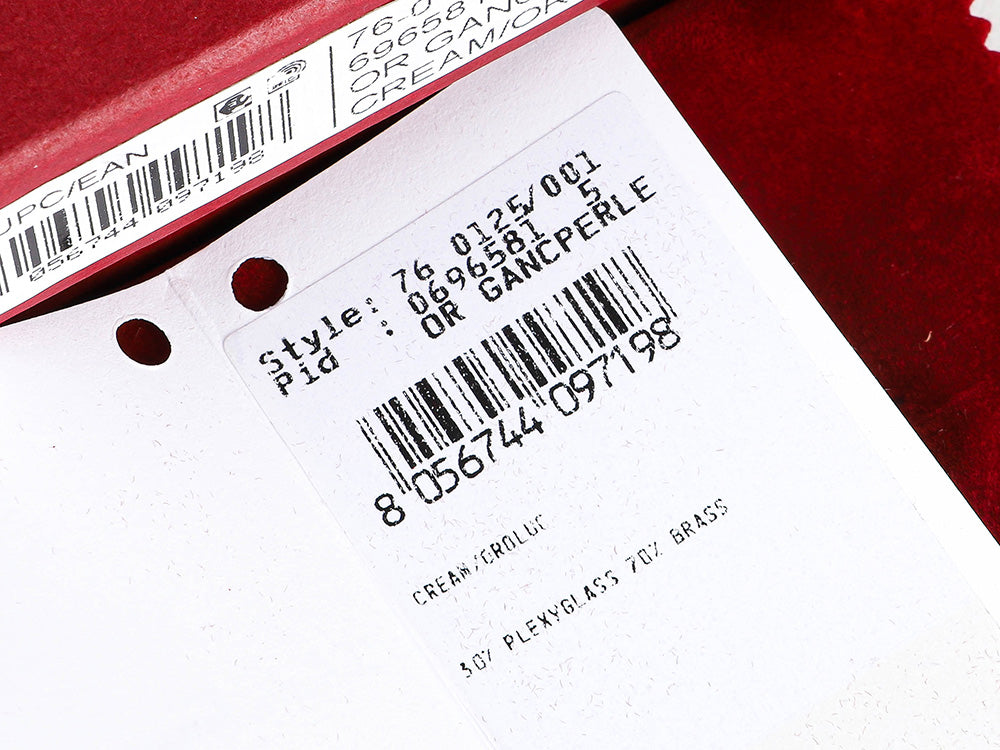 76-0
69658
OR GANC
CREAM/OR
UPC/EAN
056744 097198
Style: 76 0125/001
Pid : 0696581 5
OR GANCPERLE
8 056744 097198
CREAM/OROLUC
30% PLEXYGLASS 70% BRASS